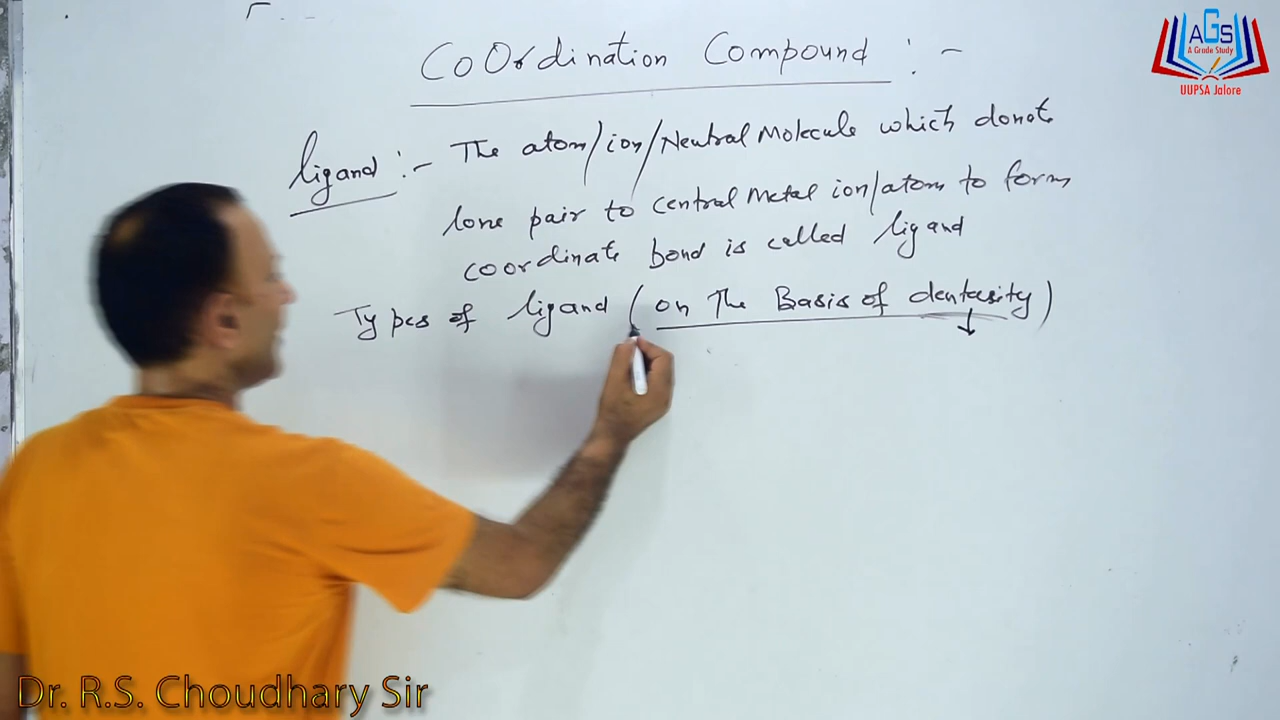 COOrdination Compound :-
ligand :- The atom/ion/Neutral Molecule which donate
lone pair to central metal ion/atom to form
coordinate bond is called ligand
Types of ligand (on The Basis of denticity)
AGS
A Grade Study
UUPSA Jalore
Dr. R.S. Choudhary Sir